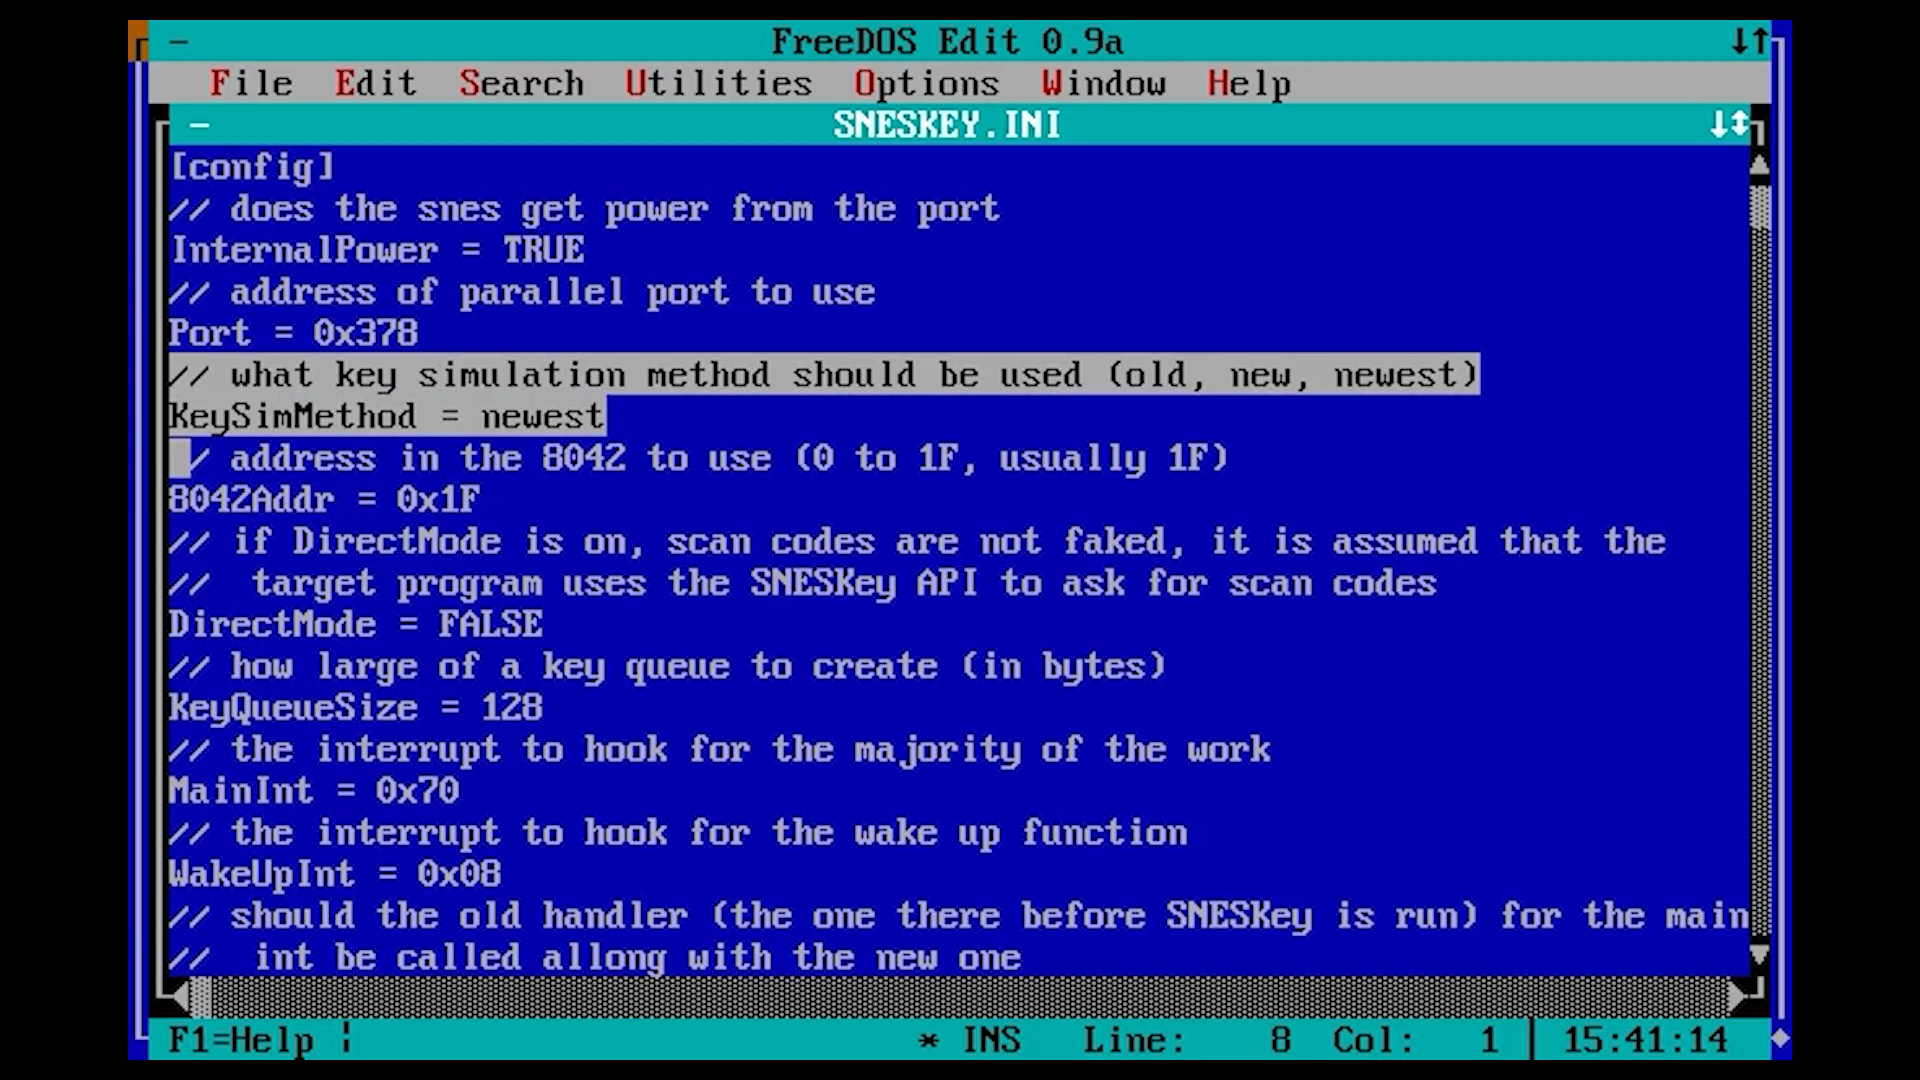 FreeDOS Edit 0.9a
File Edit Search Utilities Options Window Help
SNESKEY.INI
[config]
// does the snes get power from the port
InternalPower = TRUE
// address of parallel port to use
Port = 0x378
// what key simulation method should be used (old, new, newest)
KeySimMethod = newest
/ address in the 8042 to use (0 to 1F, usually 1F)
8042Addr = 0x1F
// if DirectMode is on, scan codes are not faked, it is assumed that the
//  target program uses the SNESKey API to ask for scan codes
DirectMode = FALSE
// how large of a key queue to create (in bytes)
KeyQueueSize = 128
// the interrupt to hook for the majority of the work
MainInt = 0x70
// the interrupt to hook for the wake up function
WakeUpInt = 0x08
// should the old handler (the one there before SNESKey is run) for the main
//  int be called allong with the new one
F1=Help ¦ * INS Line: 8 Col: 1 | 15:41:14